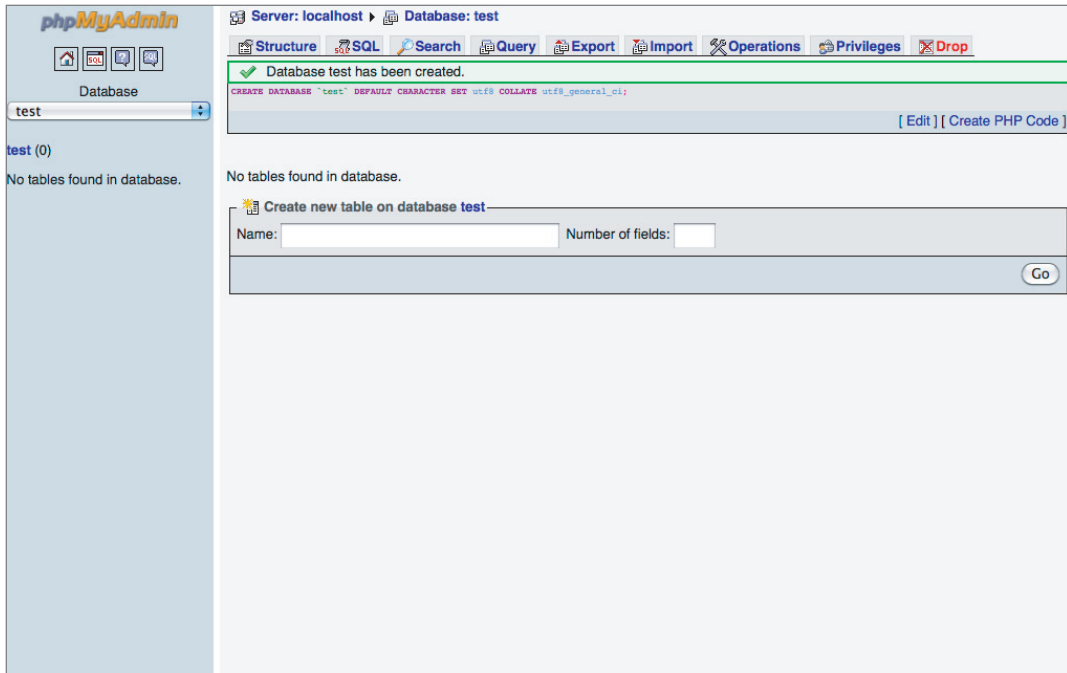 phpMyAdmin
SQL
Database
test
test (0)
No tables found in database.
Server: localhost ▸ Database: test
Structure SQL Search Query Export Import Operations Privileges Drop
Database test has been created.
CREATE DATABASE `test` DEFAULT CHARACTER SET utf8 COLLATE utf8_general_ci;
[ Edit ] [ Create PHP Code ]
No tables found in database.
Create new table on database test
Name: Number of fields:
Go